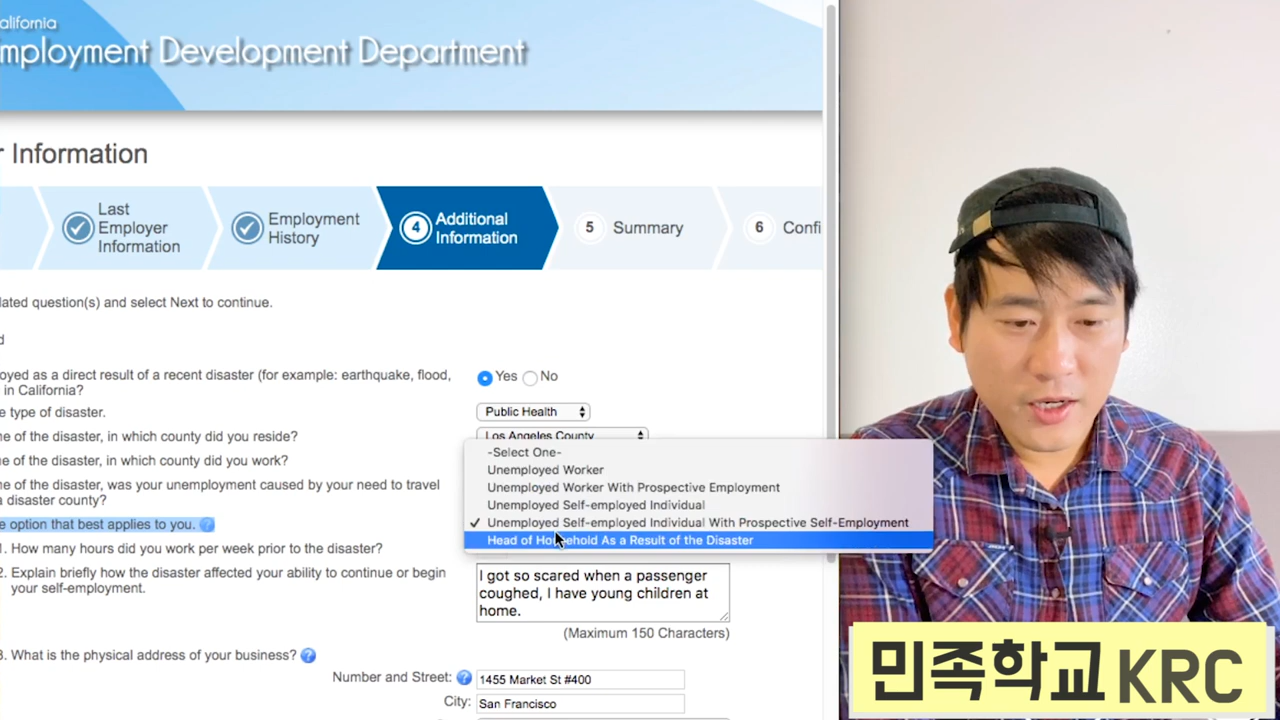 alifornia
mployment Development Department
r Information
Last
Employer
Information
Employment
History
4
Additional
Information
5
Summary
6
Confi
lated question(s) and select Next to continue.
d
oyed as a direct result of a recent disaster (for example: earthquake, flood,
in California?
Yes
No
e type of disaster.
Public Health
ne of the disaster, in which county did you reside?
Los Angeles County
e of the disaster, in which county did you work?
ne of the disaster, was your unemployment caused by your need to travel
a disaster county?
e option that best applies to you. ?
-Select One-
Unemployed Worker
Unemployed Worker With Prospective Employment
Unemployed Self-employed Individual
✓ Unemployed Self-employed Individual With Prospective Self-Employment
Head of Household As a Result of the Disaster
1. How many hours did you work per week prior to the disaster?
2. Explain briefly how the disaster affected your ability to continue or begin
your self-employment.
I got so scared when a passenger
coughed, I have young children at
home.
(Maximum 150 Characters)
3. What is the physical address of your business? ?
Number and Street: ?
1455 Market St #400
City:
San Francisco
민족학교 KRC